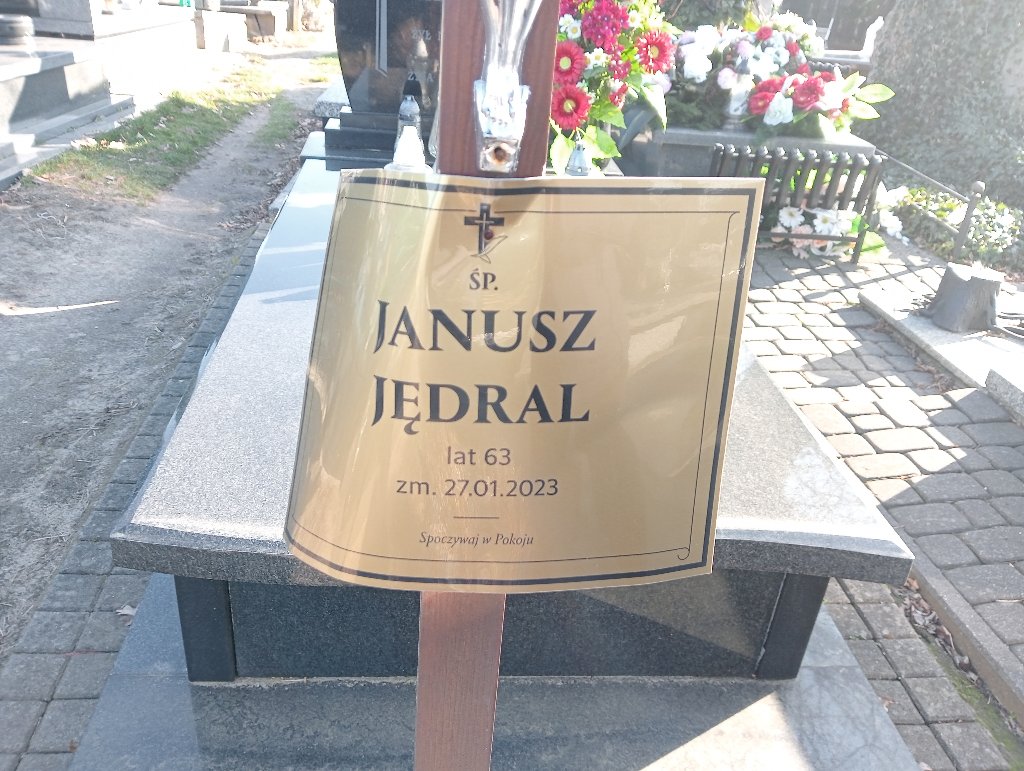 ŚP.
JANUSZ
JĘDRAL
lat 63
zm. 27.01.2023
Spoczywaj w Pokoju